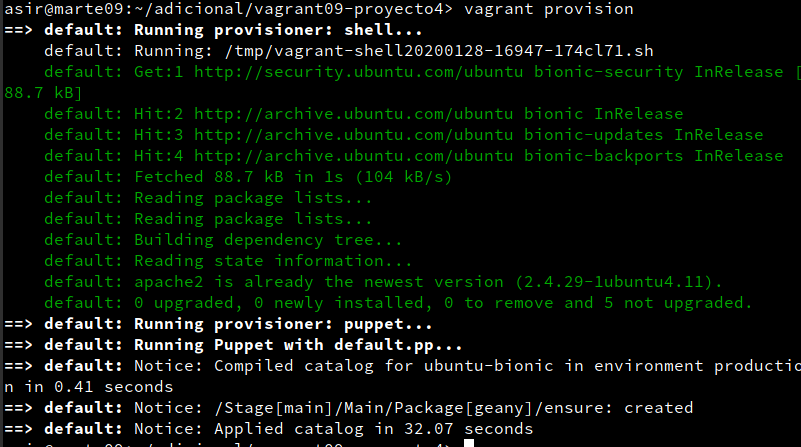 asir@marte09:~/adicional/vagrant09-proyecto4> vagrant provision
==> default: Running provisioner: shell...
    default: Running: /tmp/vagrant-shell20200128-16947-174cl71.sh
    default: Get:1 http://security.ubuntu.com/ubuntu bionic-security InRelease [
88.7 kB]
    default: Hit:2 http://archive.ubuntu.com/ubuntu bionic InRelease
    default: Hit:3 http://archive.ubuntu.com/ubuntu bionic-updates InRelease
    default: Hit:4 http://archive.ubuntu.com/ubuntu bionic-backports InRelease
    default: Fetched 88.7 kB in 1s (104 kB/s)
    default: Reading package lists...
    default: Reading package lists...
    default: Building dependency tree...
    default: Reading state information...
    default: apache2 is already the newest version (2.4.29-1ubuntu4.11).
    default: 0 upgraded, 0 newly installed, 0 to remove and 5 not upgraded.
==> default: Running provisioner: puppet...
==> default: Running Puppet with default.pp...
==> default: Notice: Compiled catalog for ubuntu-bionic in environment productio
n in 0.41 seconds
==> default: Notice: /Stage[main]/Main/Package[geany]/ensure: created
==> default: Notice: Applied catalog in 32.07 seconds
asir@marte09:~/adicional/vagrant09-proyecto4>